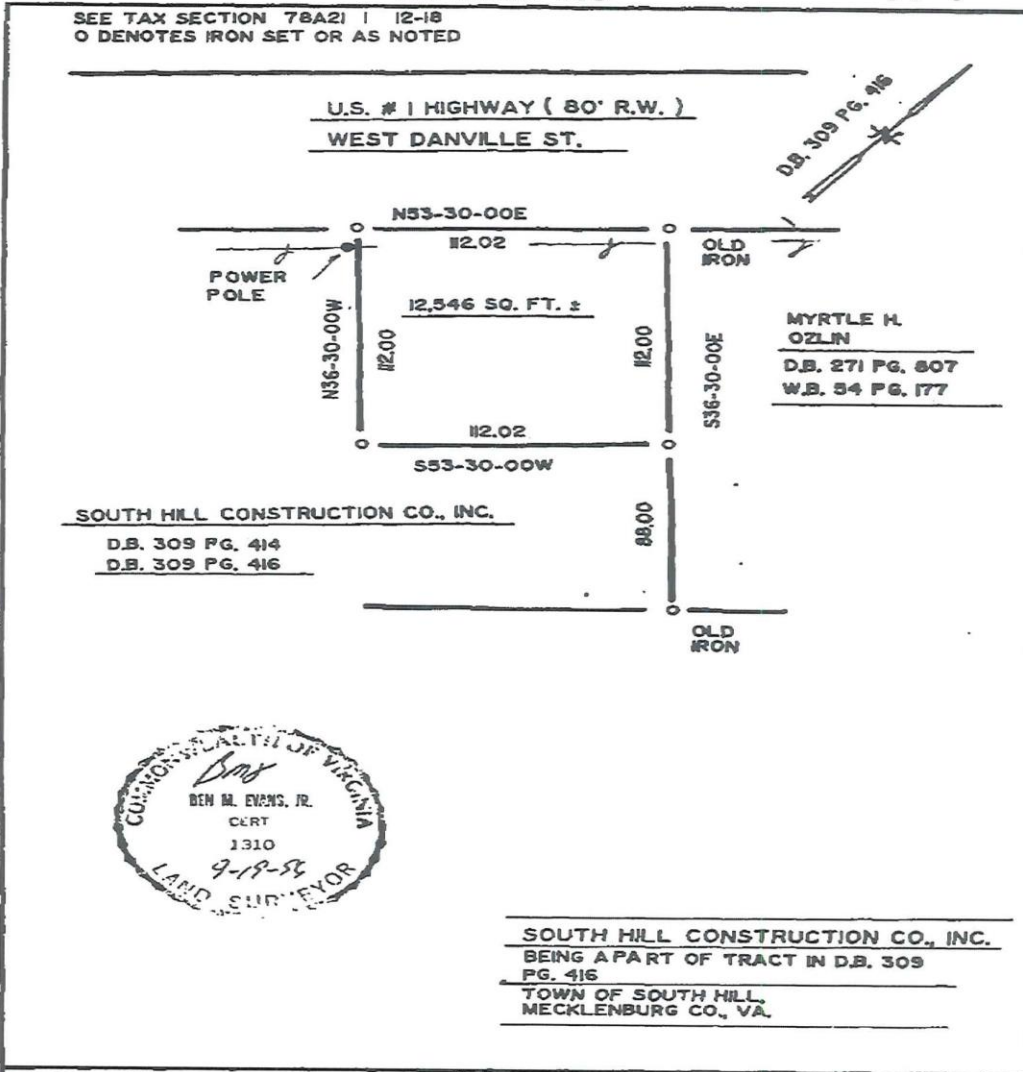 SEE TAX SECTION 78A21 1 12-18
O DENOTES IRON SET OR AS NOTED
U.S. # 1 HIGHWAY ( 80' R.W. )
WEST DANVILLE ST.
D.B. 309 PG. 416
N53-30-00E
112.02
OLD
IRON
POWER
POLE
12,546 SQ. FT. ±
N36-30-00W
112.00
112.00
S36-30-00E
MYRTLE H.
OZLIN
D.B. 271 PG. 807
W.B. 54 PG. 177
112.02
S53-30-00W
SOUTH HILL CONSTRUCTION CO., INC.
D.B. 309 PG. 414
D.B. 309 PG. 416
88.00
OLD
IRON
COMMONWEALTH OF VIRGINIA
BEN M. EVANS, JR.
CERT
1310
LAND SURVEYOR
SOUTH HILL CONSTRUCTION CO., INC.
BEING A PART OF TRACT IN D.B. 309
PG. 416
TOWN OF SOUTH HILL,
MECKLENBURG CO., VA.